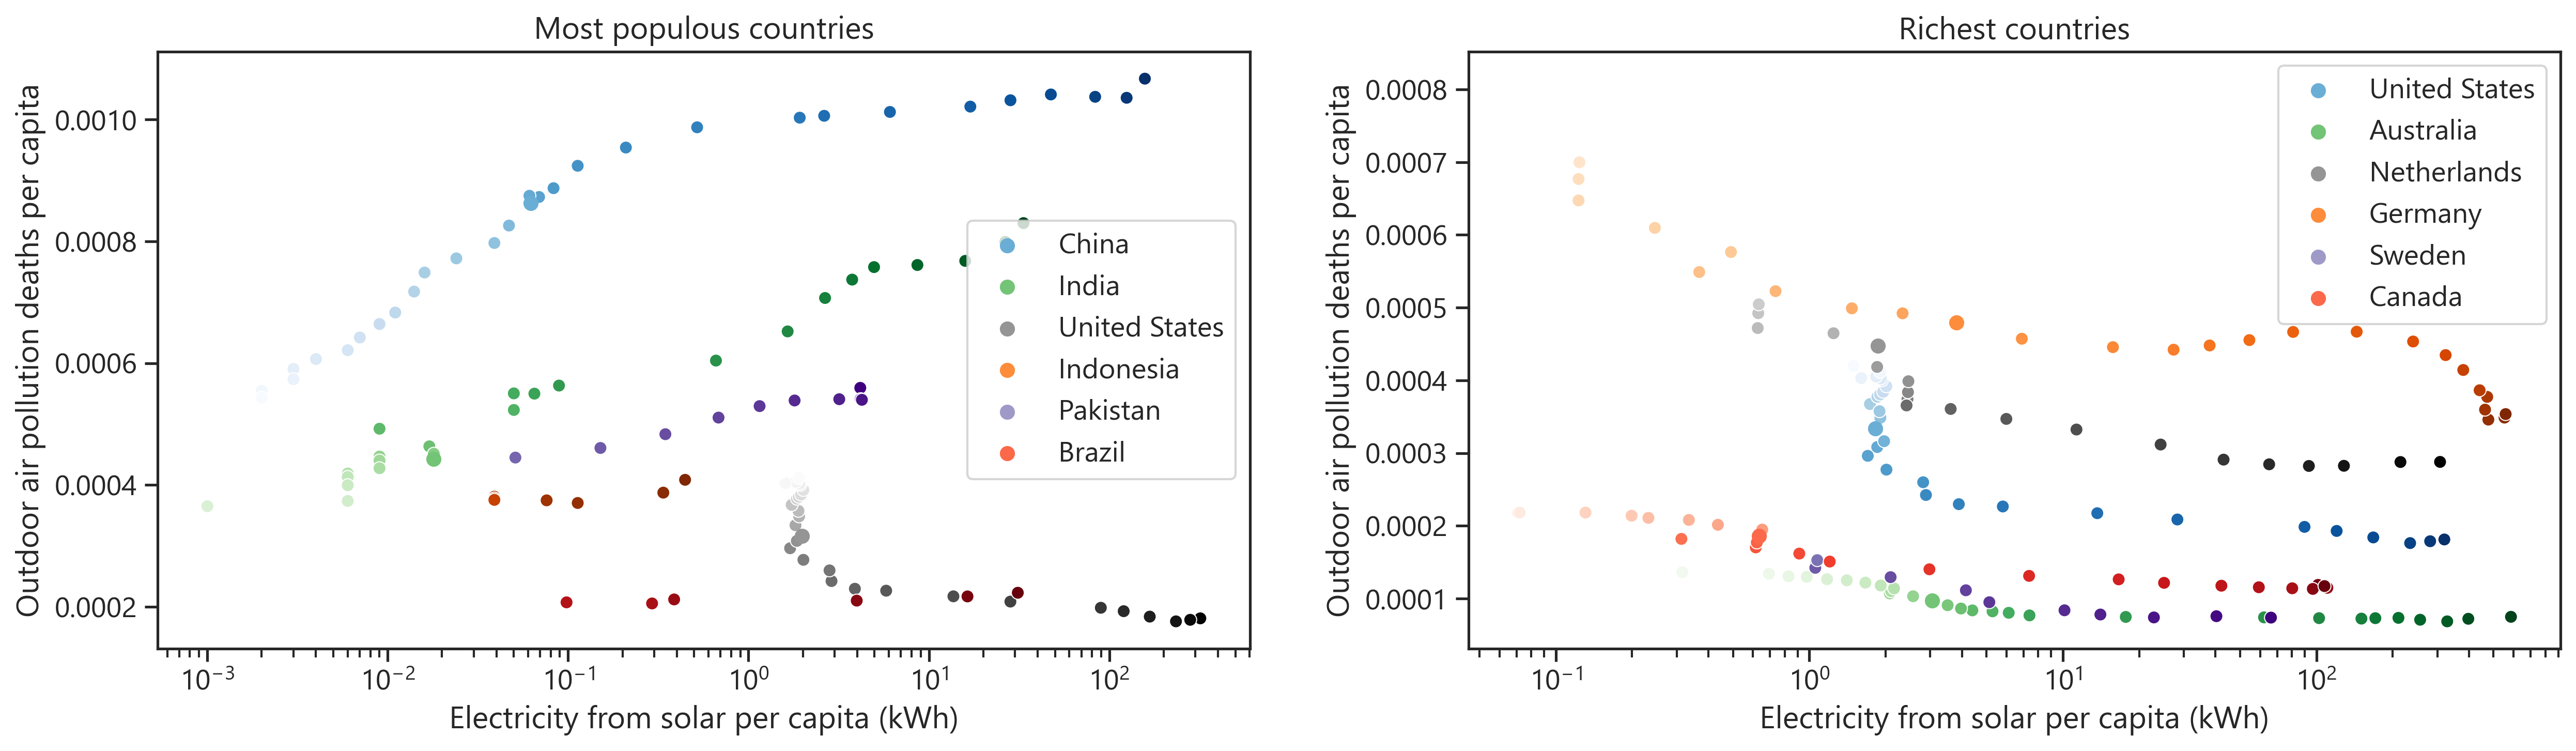 Most populous countries
Outdoor air pollution deaths per capita
0.0010
0.0008
0.0006
0.0004
0.0002
China
India
United States
Indonesia
Pakistan
Brazil
10⁻³
10⁻²
10⁻¹
10⁰
10¹
10²
Electricity from solar per capita (kWh)
Richest countries
Outdoor air pollution deaths per capita
0.0008
0.0007
0.0006
0.0005
0.0004
0.0003
0.0002
0.0001
United States
Australia
Netherlands
Germany
Sweden
Canada
10⁻¹
10⁰
10¹
10²
Electricity from solar per capita (kWh)